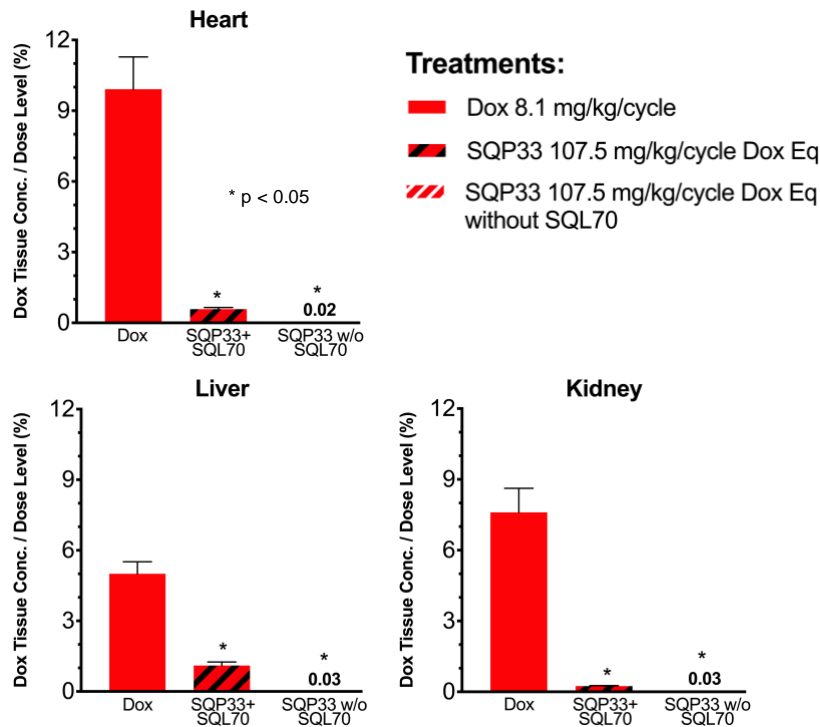 Heart
Dox Tissue Conc. / Dose Level (%)
12
9
6
3
0
* p < 0.05
*
*
0.02
Dox
SQP33+
SQL70
SQP33 w/o
SQL70
Treatments:
Dox 8.1 mg/kg/cycle
SQP33 107.5 mg/kg/cycle Dox Eq
SQP33 107.5 mg/kg/cycle Dox Eq
without SQL70
Liver
Dox Tissue Conc. / Dose Level (%)
12
9
6
3
0
*
*
0.03
Dox
SQP33+
SQL70
SQP33 w/o
SQL70
Kidney
Dox Tissue Conc. / Dose Level (%)
12
9
6
3
0
*
*
0.03
Dox
SQP33+
SQL70
SQP33 w/o
SQL70